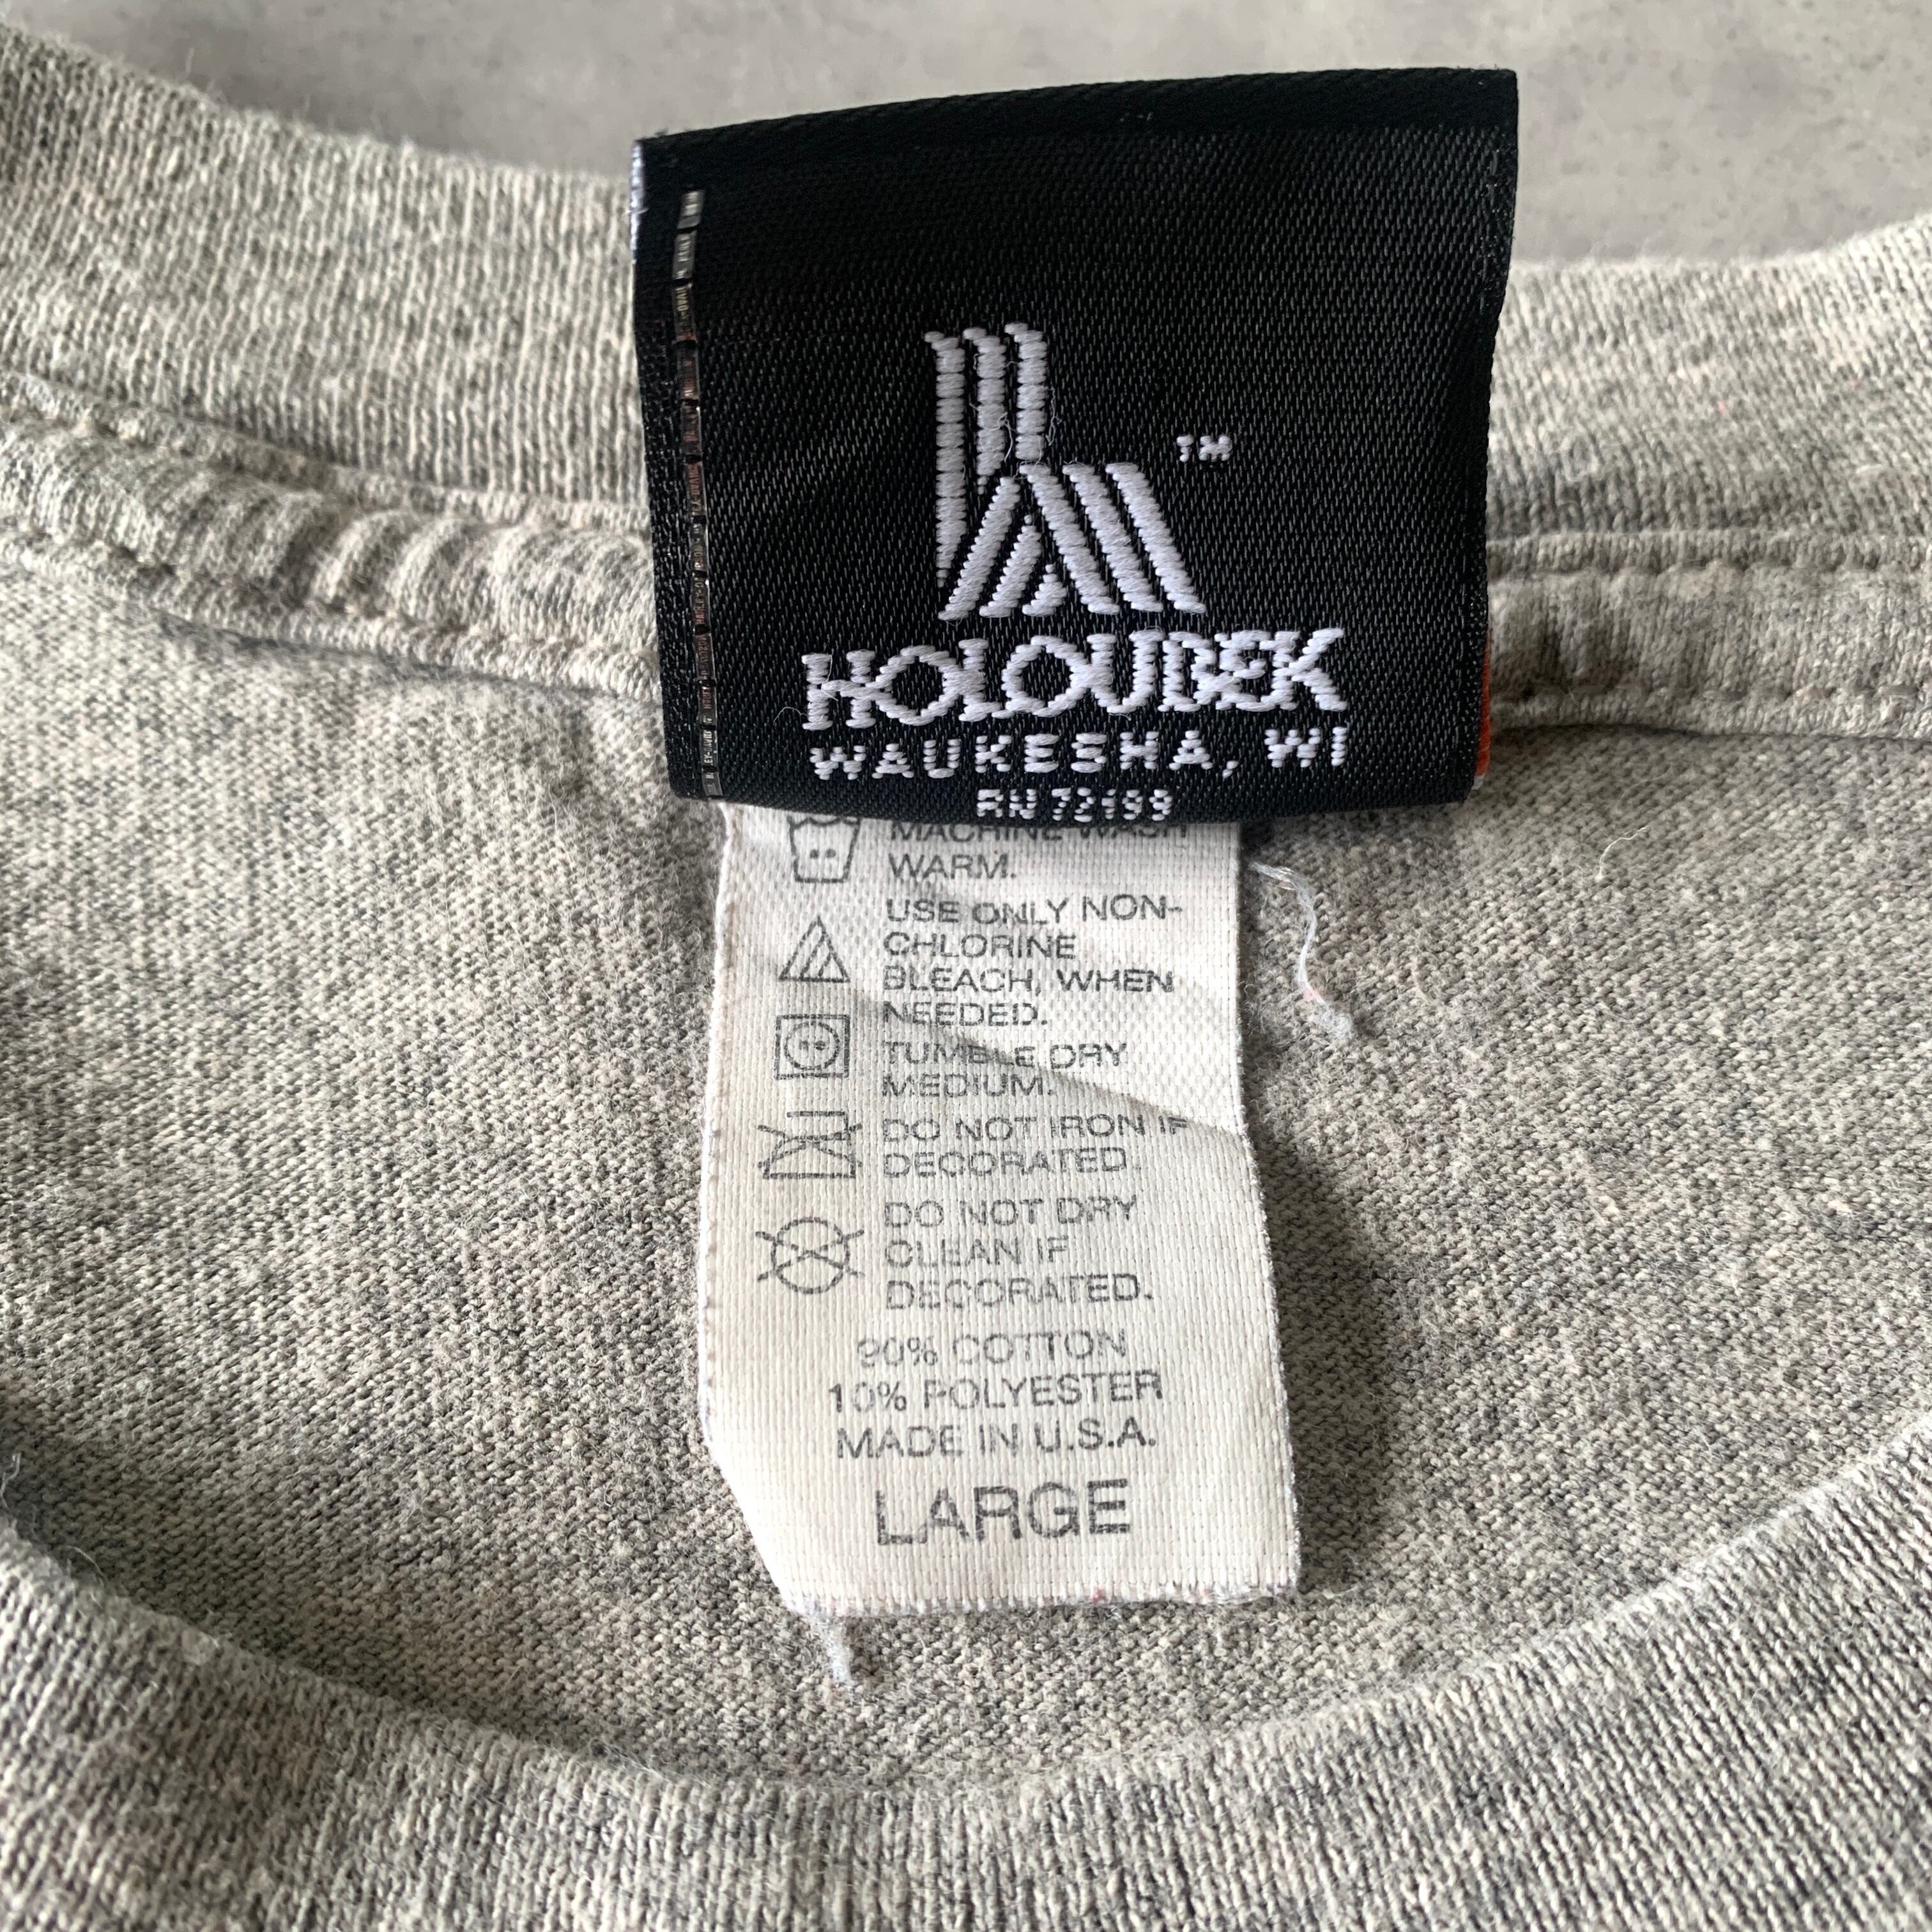 TM
HOLOUBEK
WAUKESHA, WI
RN 72193
MACHINE WASH
WARM.
USE ONLY NON-
CHLORINE
BLEACH, WHEN
NEEDED.
TUMBLE DRY
MEDIUM.
DO NOT IRON IF
DECORATED.
DO NOT DRY
CLEAN IF
DECORATED.
90% COTTON
10% POLYESTER
MADE IN U.S.A.
LARGE